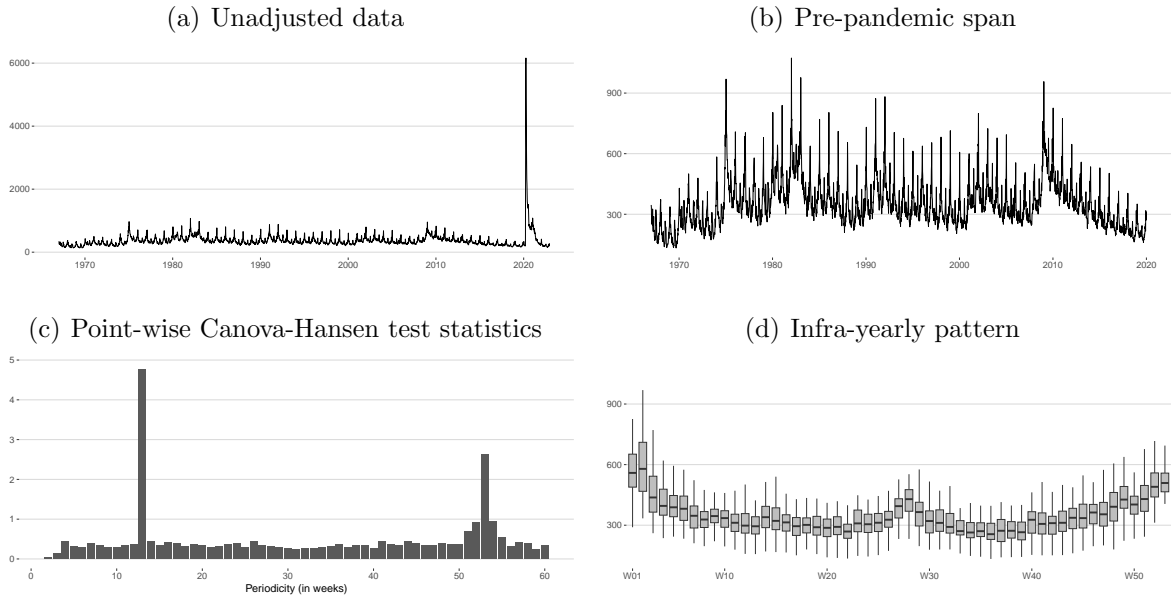 (a) Unadjusted data
6000
4000
2000
0
1970 1980 1990 2000 2010 2020
(b) Pre-pandemic span
900
600
300
1970 1980 1990 2000 2010 2020
(c) Point-wise Canova-Hansen test statistics
5
4
3
2
1
0
0 10 20 30 40 50 60
Periodicity (in weeks)
(d) Infra-yearly pattern
900
600
300
W01 W10 W20 W30 W40 W50